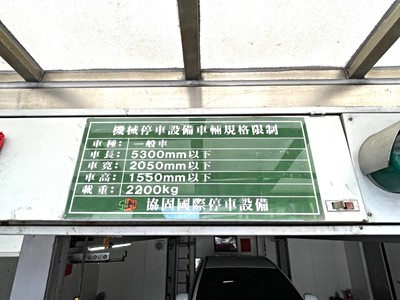 機械停車設備車輛規格限制
車種：一般車
車長：5300mm以下
車寬：2050mm以下
車高：1550mm以下
載重：2200kg
協固國際停車設備